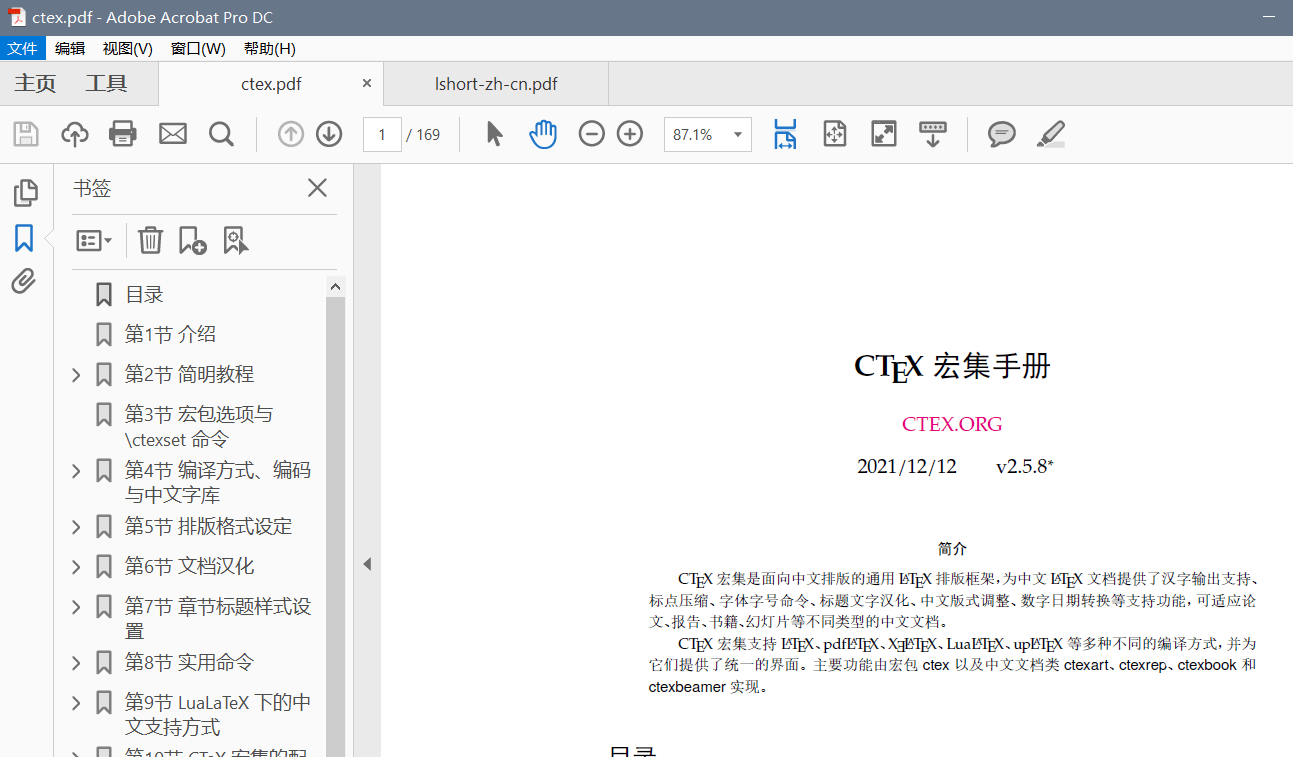 ctex.pdf - Adobe Acrobat Pro DC
文件 编辑 视图(V) 窗口(W) 帮助(H)
主页 工具 ctex.pdf × lshort-zh-cn.pdf
1 / 169 87.1%
书签
目录
第1节 介绍
第2节 简明教程
第3节 宏包选项与
\ctexset 命令
第4节 编译方式、编码
与中文字库
第5节 排版格式设定
第6节 文档汉化
第7节 章节标题样式设
置
第8节 实用命令
第9节 LuaLaTeX 下的中
文支持方式
第10节 CTeX 宏集的配
CTEX 宏集手册
CTEX.ORG
2021/12/12 v2.5.8*
简介
CTEX 宏集是面向中文排版的通用 LATEX 排版框架,为中文 LATEX 文档提供了汉字输出支持、
标点压缩、字体字号命令、标题文字汉化、中文版式调整、数字日期转换等支持功能,可适应论
文、报告、书籍、幻灯片等不同类型的中文文档。
CTEX 宏集支持 LATEX、pdfLATEX、XƎLATEX、LuaLATEX、upLATEX 等多种不同的编译方式,并为
它们提供了统一的界面。主要功能由宏包 ctex 以及中文文档类 ctexart、ctexrep、ctexbook 和
ctexbeamer 实现。
目录